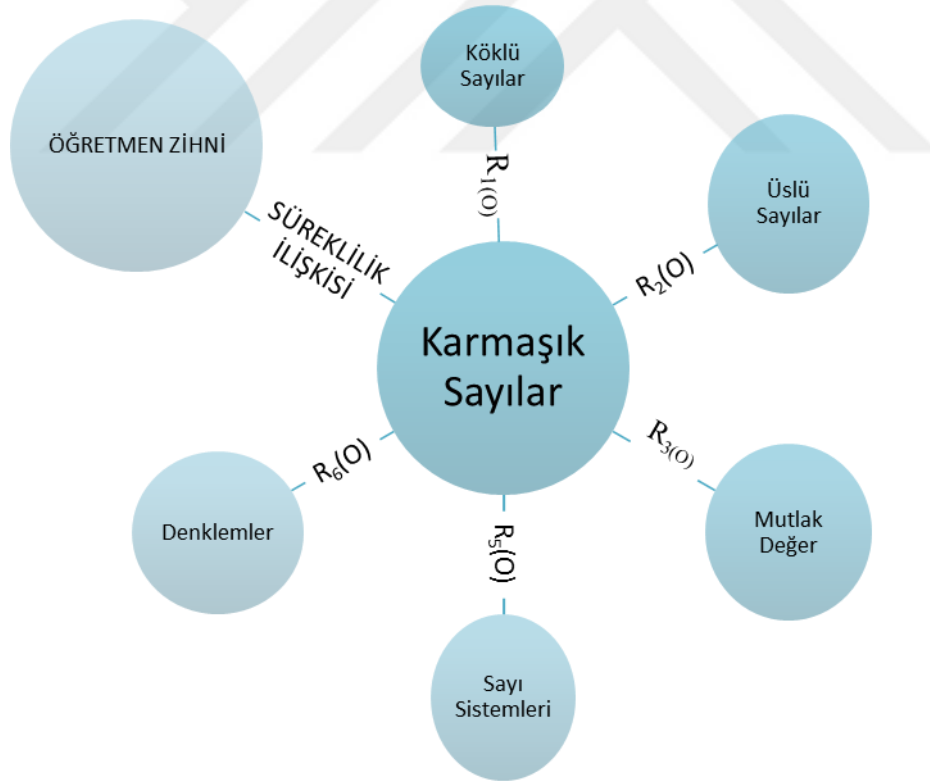 Köklü
Sayılar
ÖĞRETMEN ZİHNİ
R1(O)
Üslü
Sayılar
SÜREKLİLİK
İLİŞKİSİ
R2(O)
Karmaşık
Sayılar
R3(O)
R6(O)
Denklemler
Mutlak
Değer
R5(O)
Sayı
Sistemleri